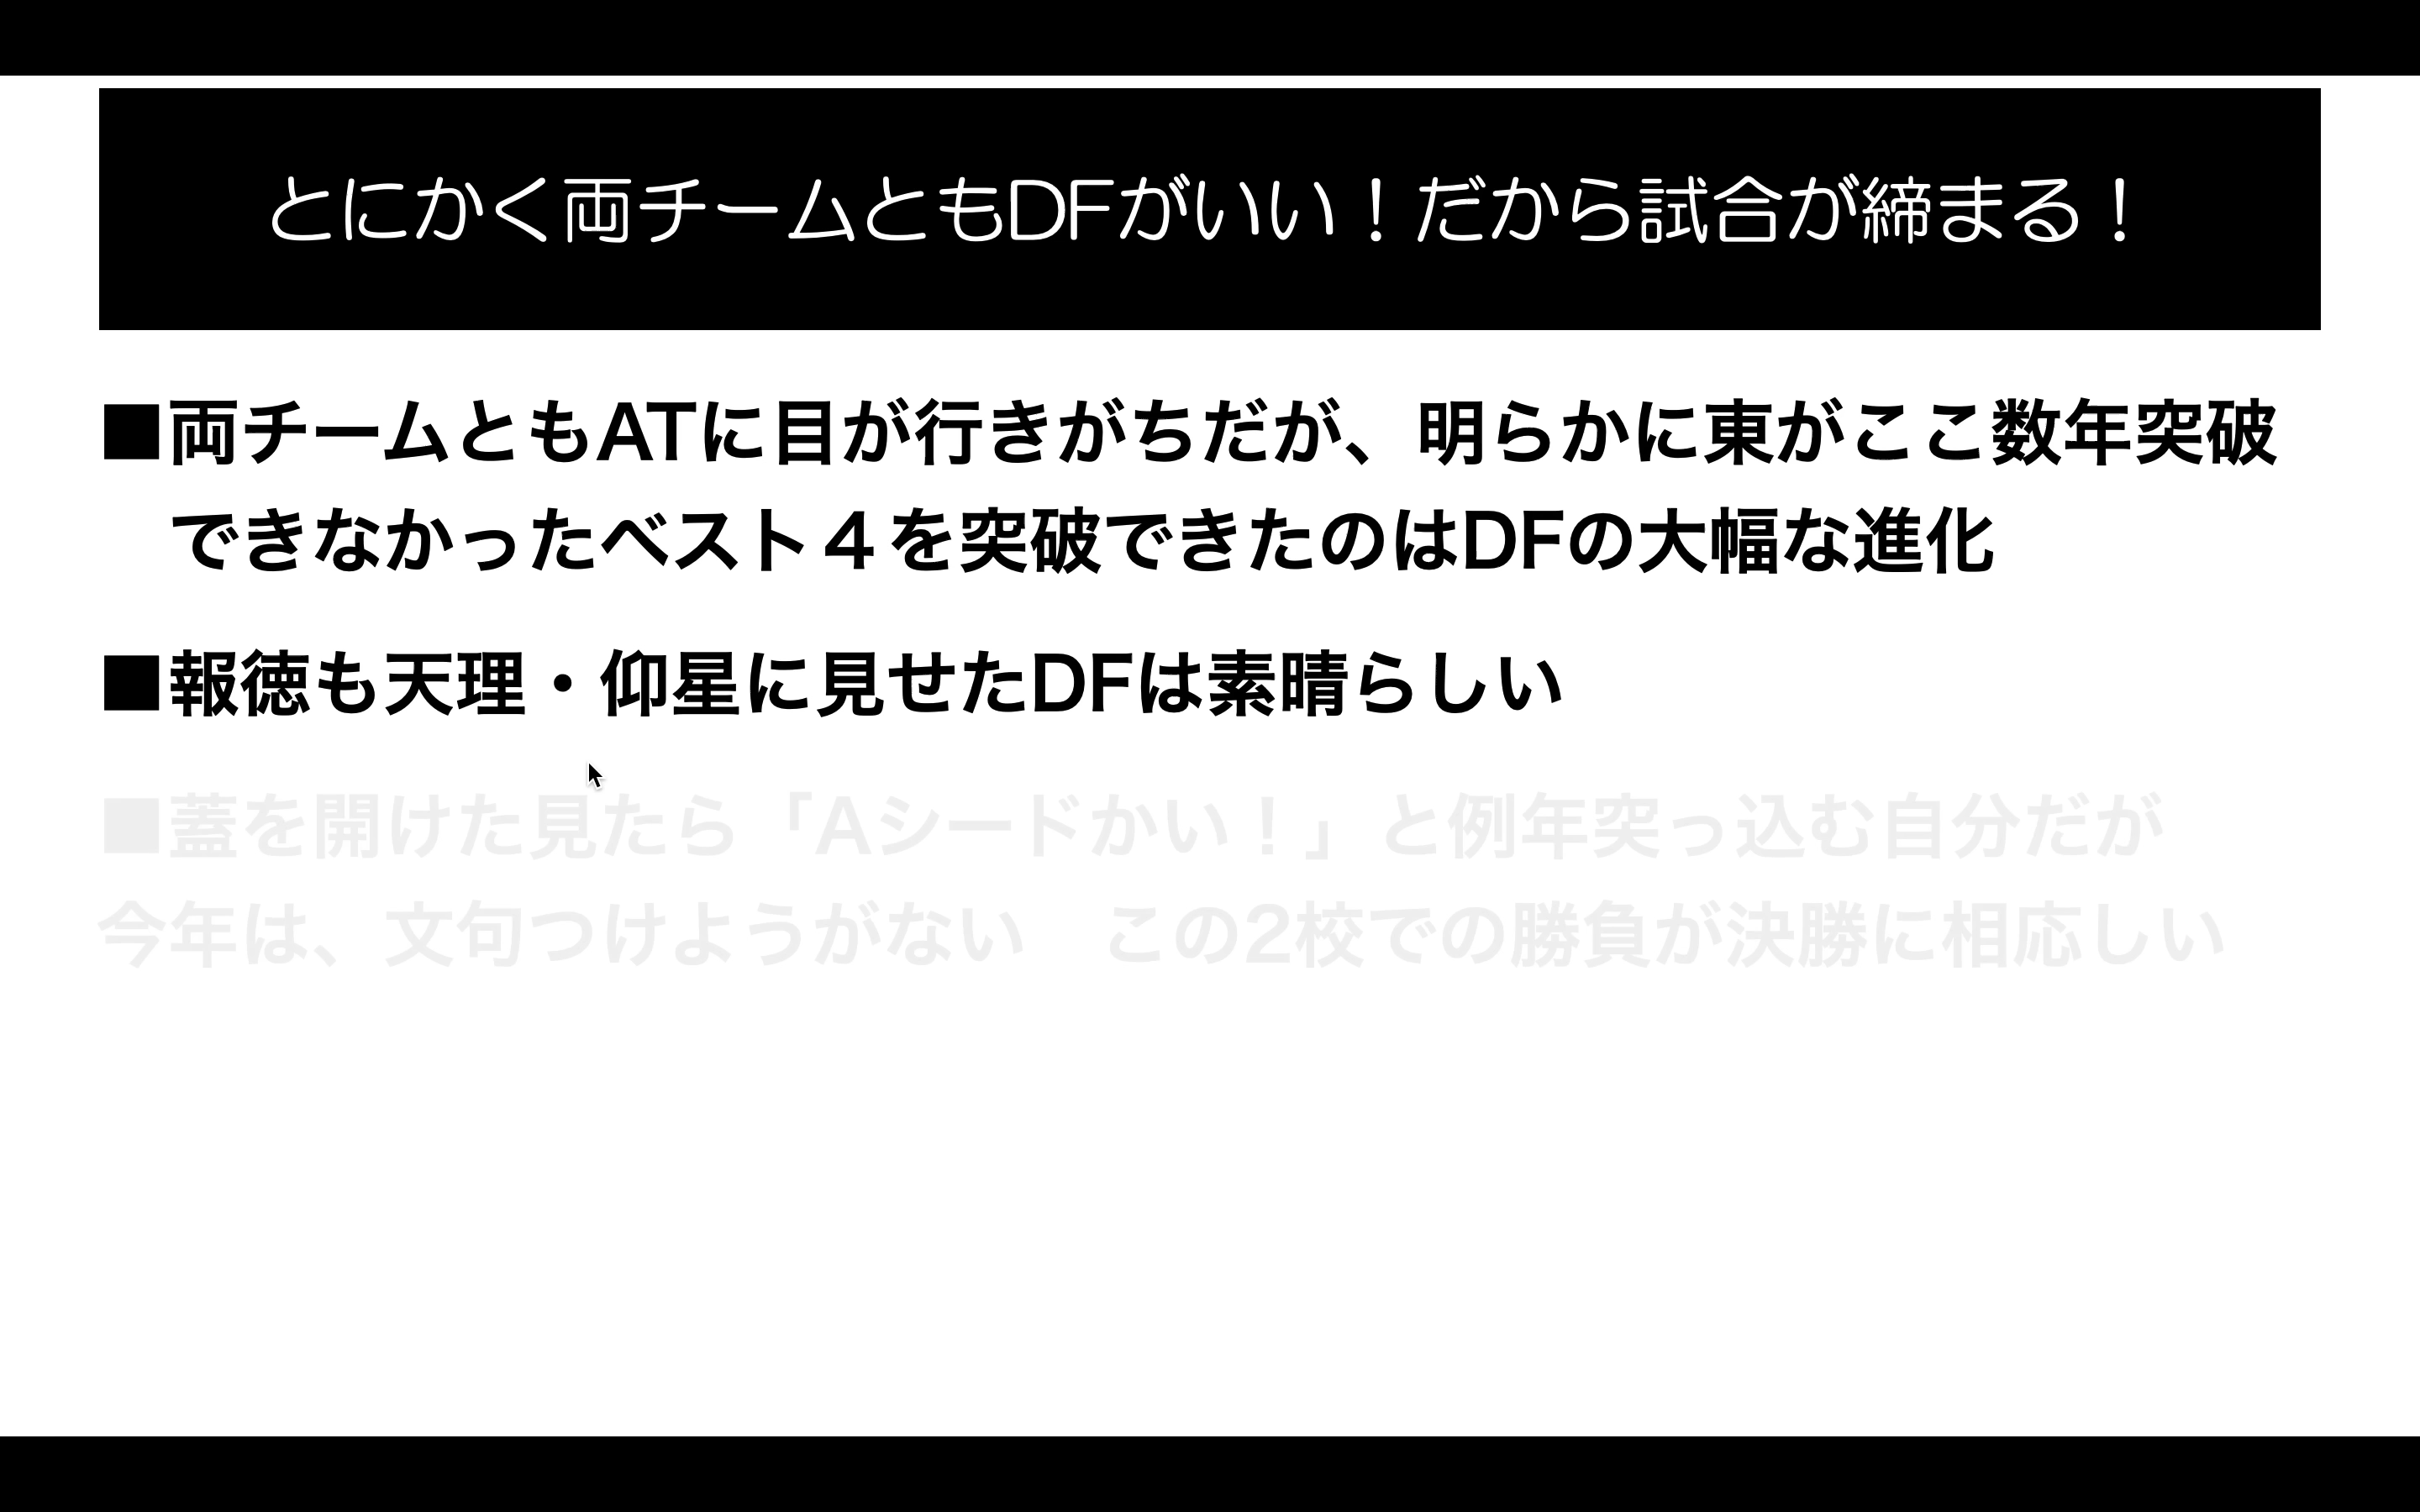 とにかく両チームともDFがいい！だから試合が締まる！
■両チームともATに目が行きがちだが、明らかに東がここ数年突破
できなかったベスト４を突破できたのはDFの大幅な進化
■報徳も天理・仰星に見せたDFは素晴らしい
■蓋を開けた見たら「Aシードかい！」と例年突っ込む自分だが
今年は、文句つけようがない　この2校での勝負が決勝に相応しい